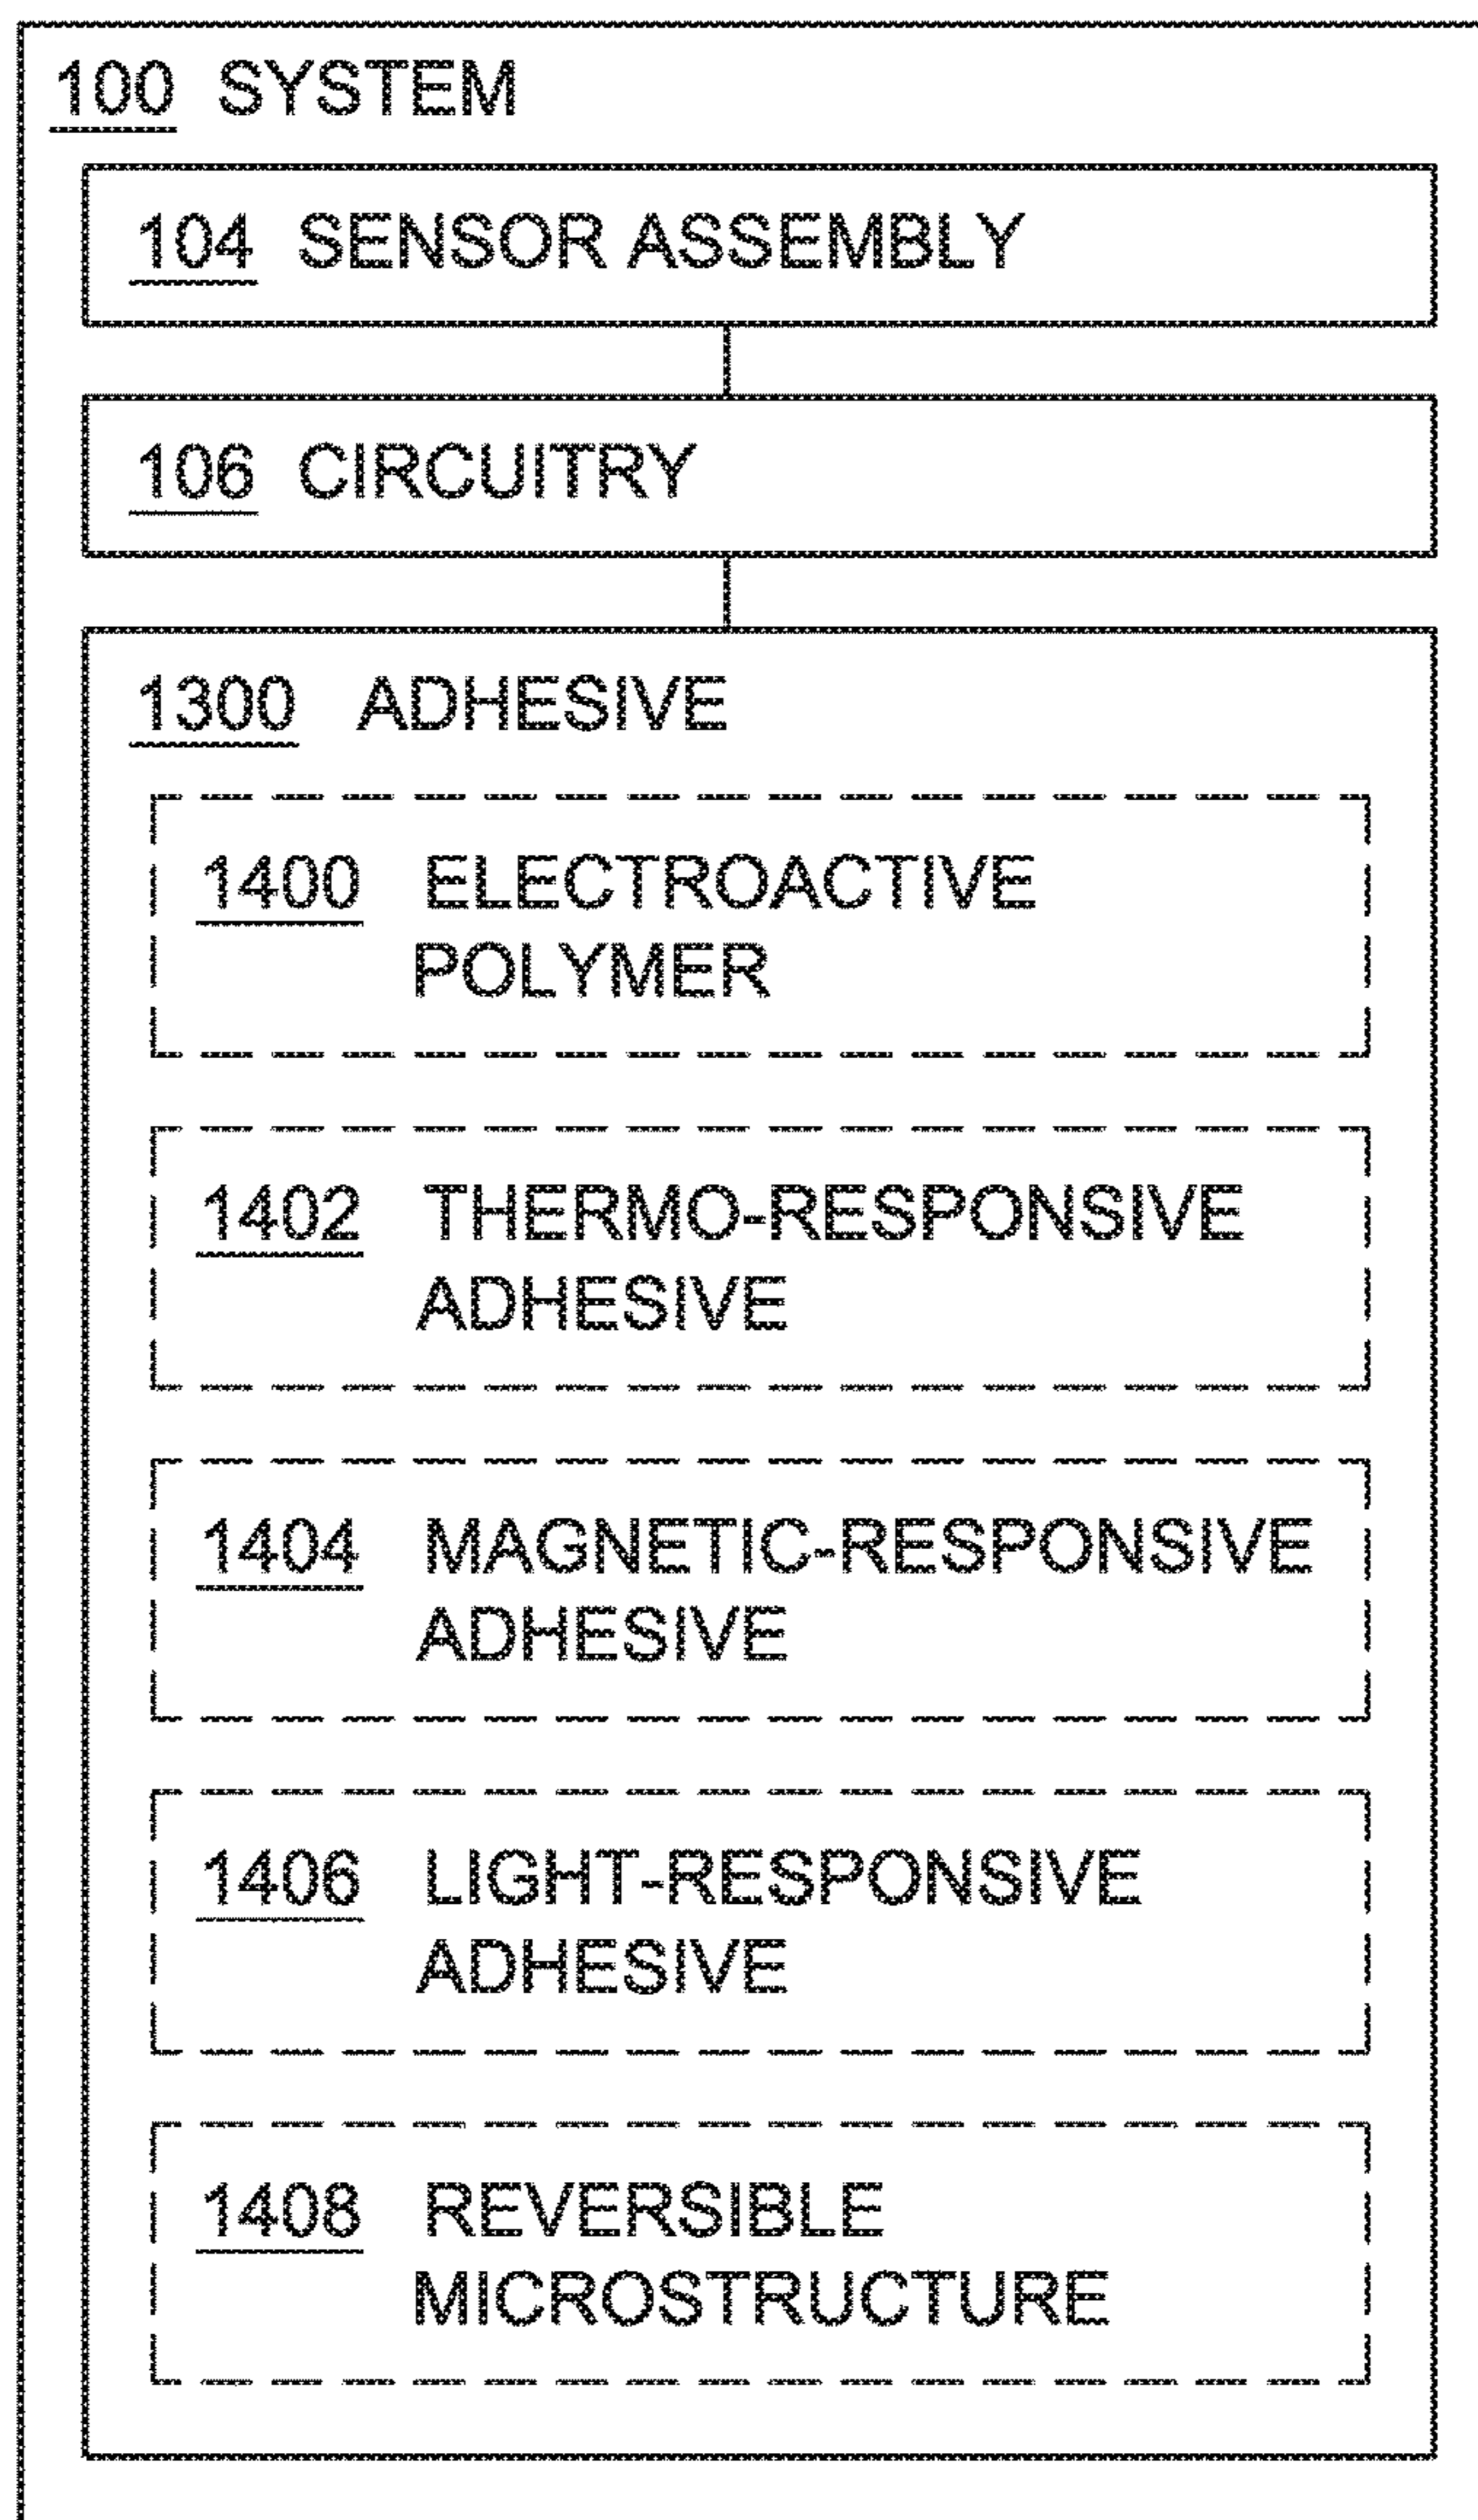 100 SYSTEM
104 SENSOR ASSEMBLY
106 CIRCUITRY
1300 ADHESIVE
1400 ELECTROACTIVE
POLYMER
1402 THERMO-RESPONSIVE
ADHESIVE
1404 MAGNETIC-RESPONSIVE
ADHESIVE
1406 LIGHT-RESPONSIVE
ADHESIVE
1408 REVERSIBLE
MICROSTRUCTURE